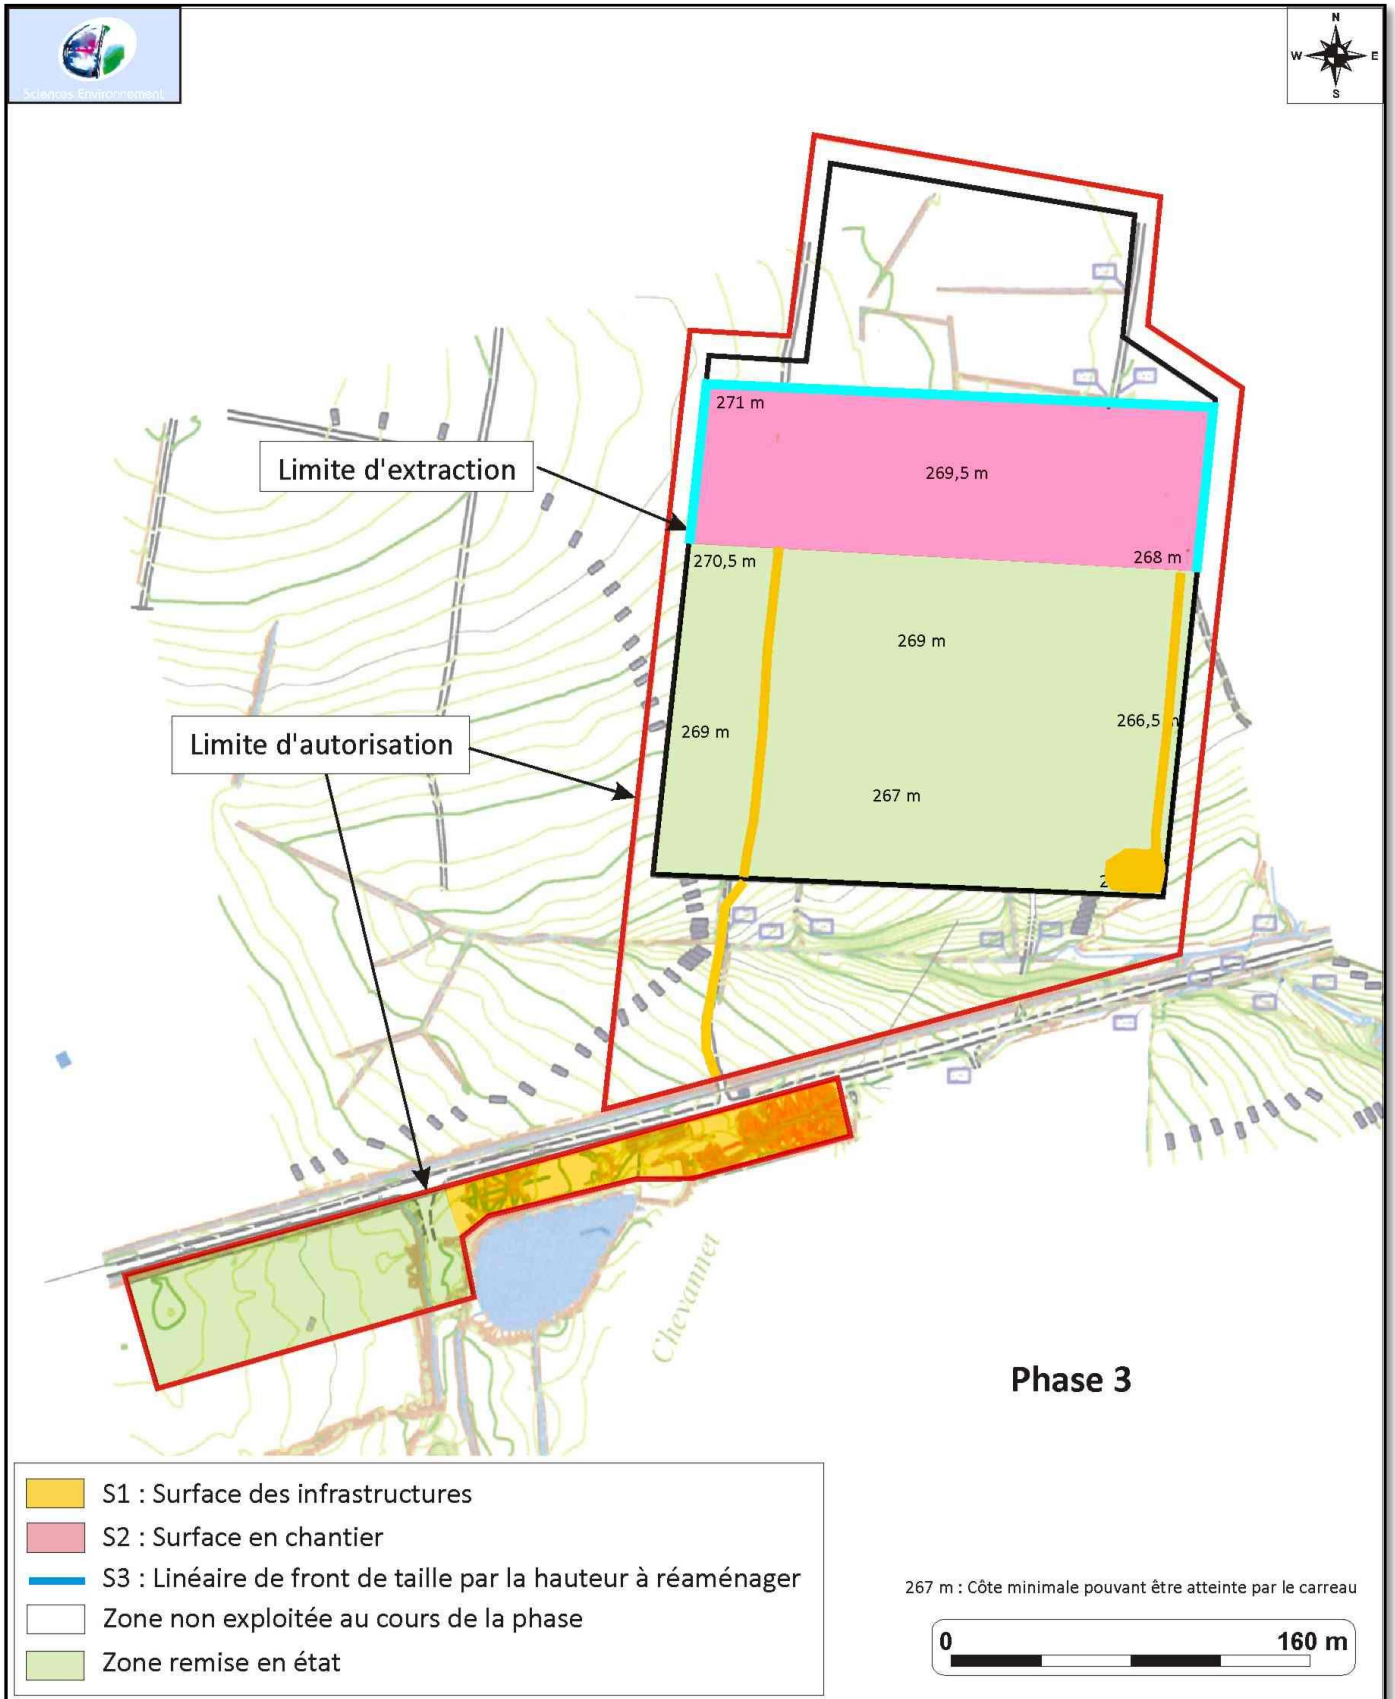 Sciences Environnement
N
W E
S
271 m
Limite d'extraction
269,5 m
270,5 m
268 m
269 m
Limite d'autorisation
266,5
269 m
267 m
Chevannet
Phase 3
S1 : Surface des infrastructures
S2 : Surface en chantier
S3 : Linéaire de front de taille par la hauteur à réaménager
Zone non exploitée au cours de la phase
Zone remise en état
267 m : Côte minimale pouvant être atteinte par le carreau
0 160 m